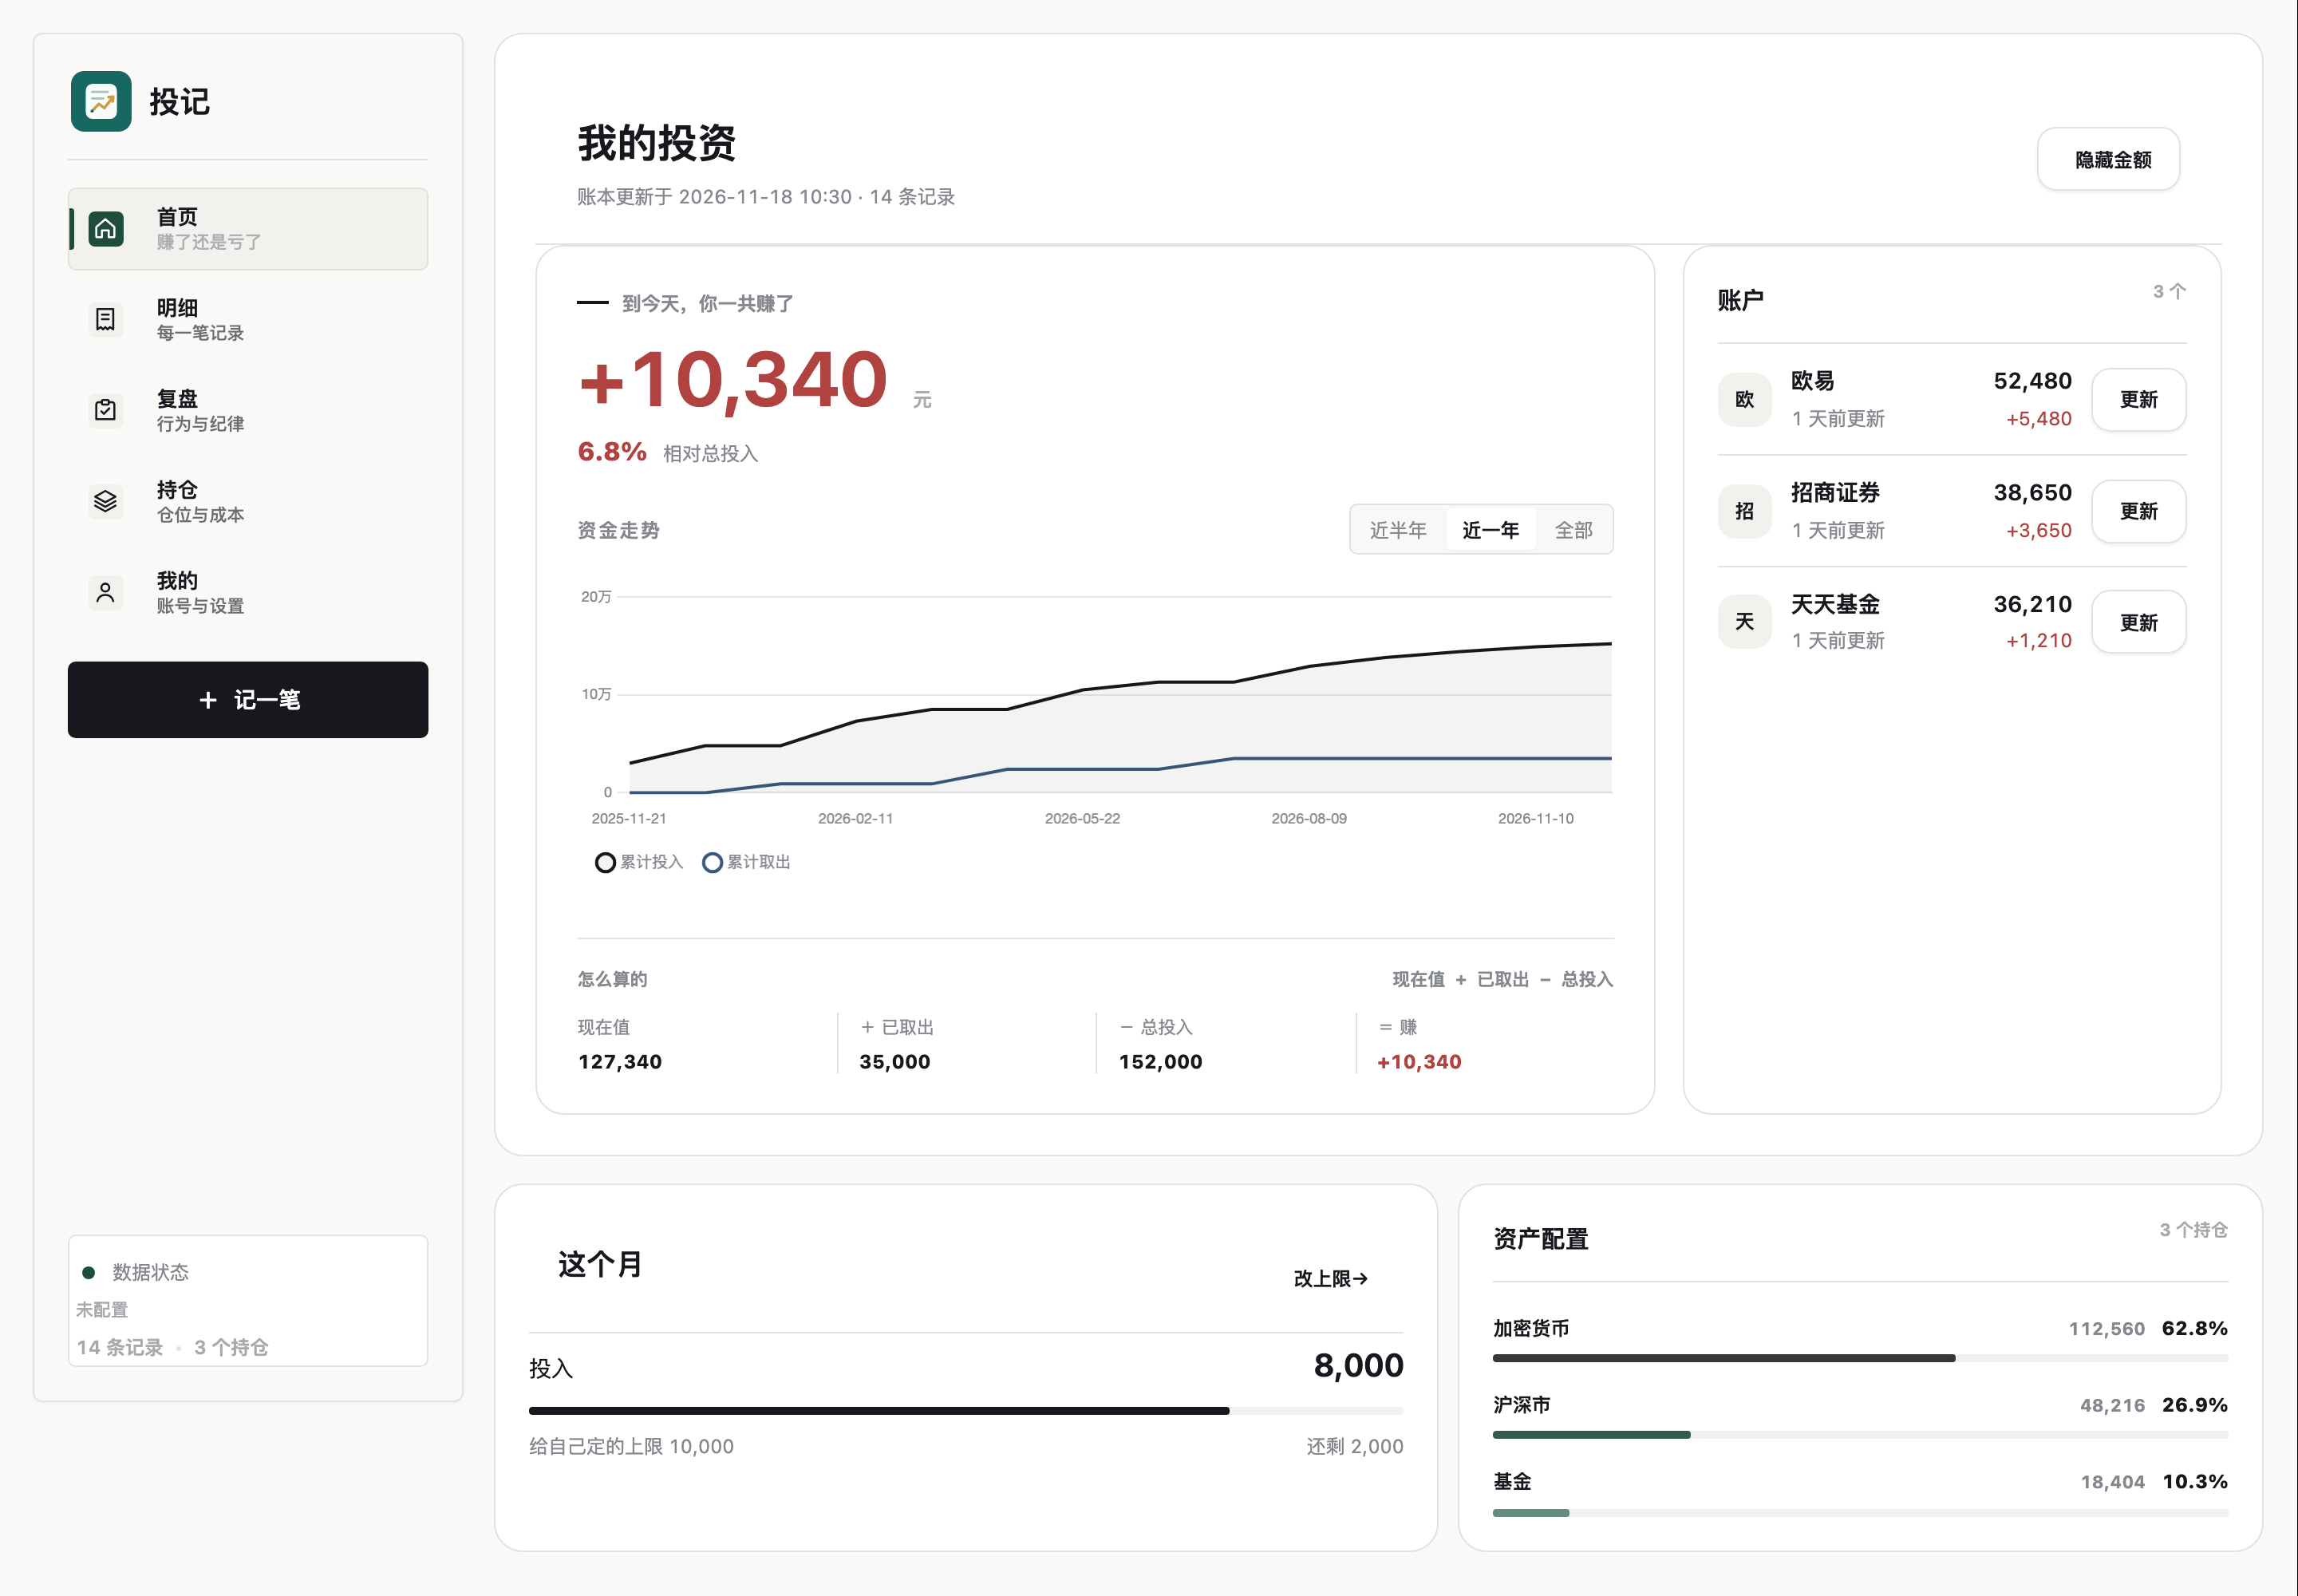 投记
首页
赚了还是亏了
明细
每一笔记录
复盘
行为与纪律
持仓
仓位与成本
我的
账号与设置
+ 记一笔
数据状态
未配置
14 条记录 · 3 个持仓
我的投资
账本更新于 2026-11-18 10:30 · 14 条记录
隐藏金额
到今天，你一共赚了
+10,340 元
6.8% 相对总投入
资金走势
近半年 近一年 全部
20万
10万
0
2025-11-21 2026-02-11 2026-05-22 2026-08-09 2026-11-10
累计投入 累计取出
怎么算的 现在值 + 已取出 − 总投入
现在值 + 已取出 − 总投入 = 赚
127,340 35,000 152,000 +10,340
账户 3 个
欧 欧易 52,480 更新
1 天前更新 +5,480
招 招商证券 38,650 更新
1 天前更新 +3,650
天 天天基金 36,210 更新
1 天前更新 +1,210
这个月
改上限→
投入 8,000
给自己定的上限 10,000 还剩 2,000
资产配置 3 个持仓
加密货币 112,560 62.8%
沪深市 48,216 26.9%
基金 18,404 10.3%